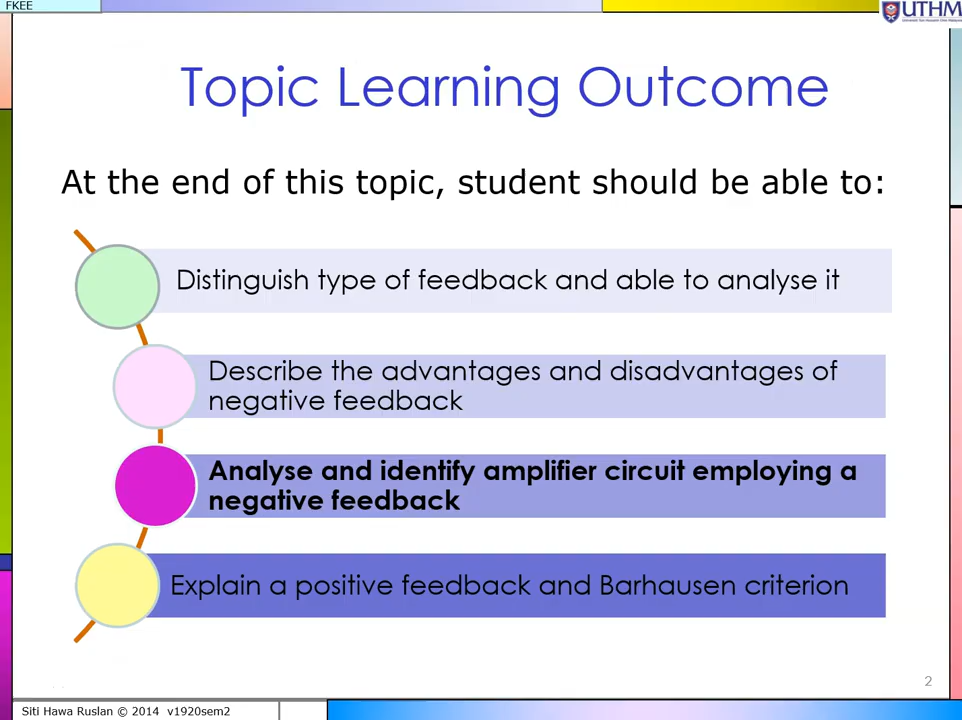 FKEE
UTHM
Topic Learning Outcome
At the end of this topic, student should be able to:
Distinguish type of feedback and able to analyse it
Describe the advantages and disadvantages of
negative feedback
Analyse and identify amplifier circuit employing a
negative feedback
Explain a positive feedback and Barhausen criterion
2
Siti Hawa Ruslan © 2014 v1920sem2